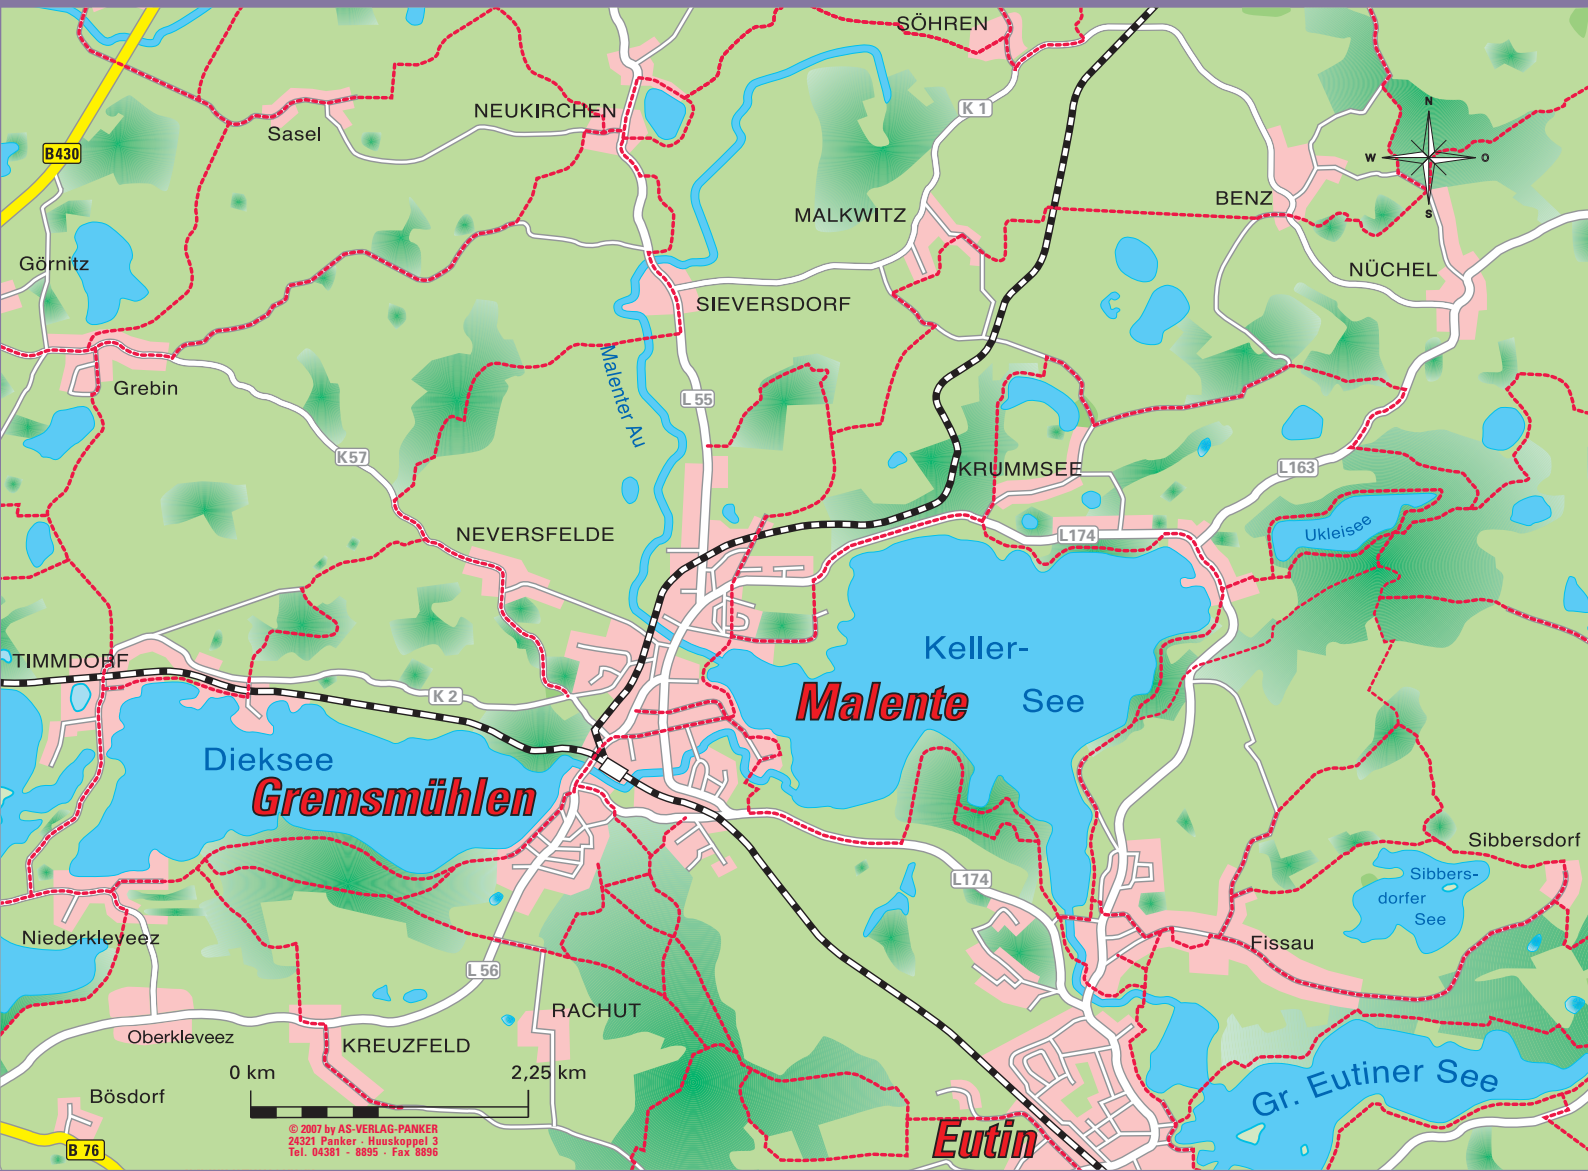 SÖHREN
K 1
NEUKIRCHEN
Sasel
N
W
O
S
B430
BENZ
MALKWITZ
Görnitz
NÜCHEL
SIEVERSDORF
Malenter Au
Grebin
L 55
K57
KRUMMSEE
L163
NEVERSFELDE
L174
Ukleisee
Keller-
See
TIMMDORF
K 2
Malente
Dieksee
Gremsmühlen
Sibbersdorf
Sibbers-
dorfer
See
L174
Niederkleveez
Fissau
L 56
RACHUT
Oberkleveez
KREUZFELD
0 km
2,25 km
Gr. Eutiner See
Bösdorf
© 2007 by AS-VERLAG-PANKER
24321 Panker - Huuskoppel 3
Tel. 04381 - 8895 - Fax 8896
Eutin
B 76